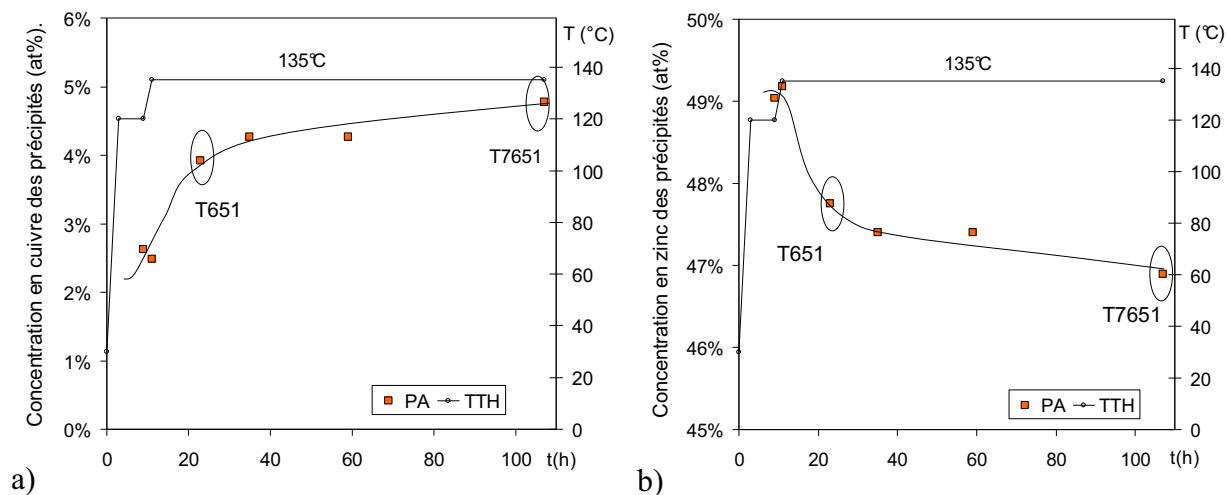 Concentration en cuivre des précipités (at%).
6%
5%
4%
3%
2%
1%
0%
T (°C)
140
120
100
80
60
40
20
0
135°C
T651
T7651
PA TTH
0 20 40 60 80 100 t(h)
a)
Concentration en zinc des précipités (at%)
50%
49%
48%
47%
46%
45%
T (°C)
140
120
100
80
60
40
20
0
135°C
T651
T7651
PA TTH
0 20 40 60 80 100 t(h)
b)